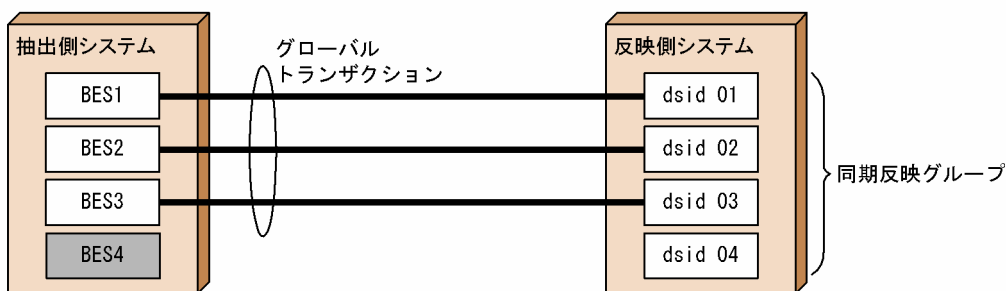 抽出側システム
BES1
BES2
BES3
BES4
グローバル
トランザクション
反映側システム
dsid 01
dsid 02
dsid 03
dsid 04
同期反映グループ